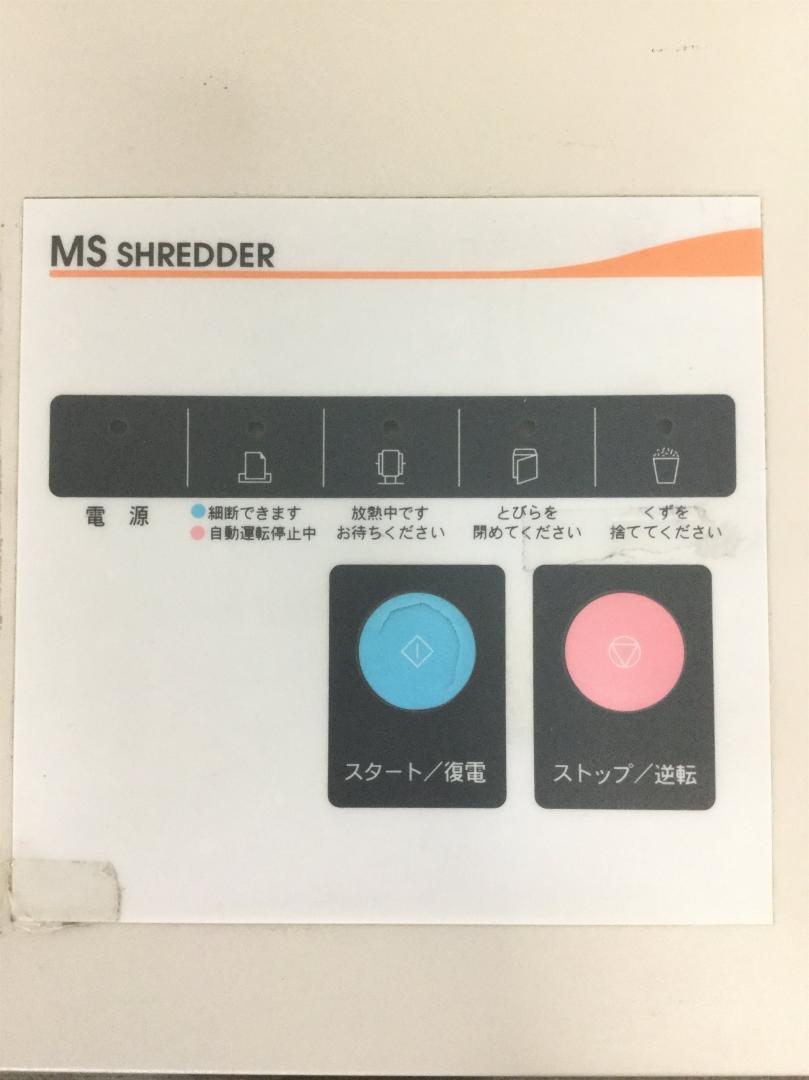 MS SHREDDER
電 源
細断できます
自動運転停止中
放熱中です
お待ちください
とびらを
閉めてください
くずを
捨ててください
スタート/復電
ストップ/逆転